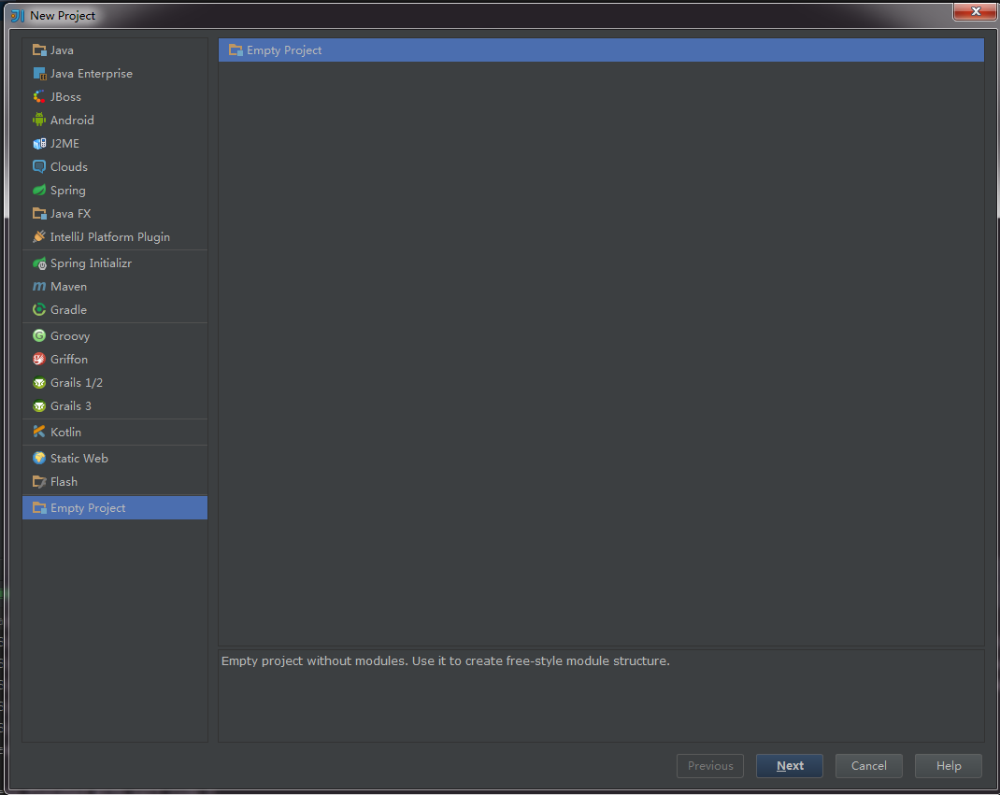 New Project
Java
Java Enterprise
JBoss
Android
J2ME
Clouds
Spring
Java FX
IntelliJ Platform Plugin
Spring Initializr
Maven
Gradle
Groovy
Griffon
Grails 1/2
Grails 3
Kotlin
Static Web
Flash
Empty Project
Empty Project
Empty project without modules. Use it to create free-style module structure.
Previous
Next
Cancel
Help